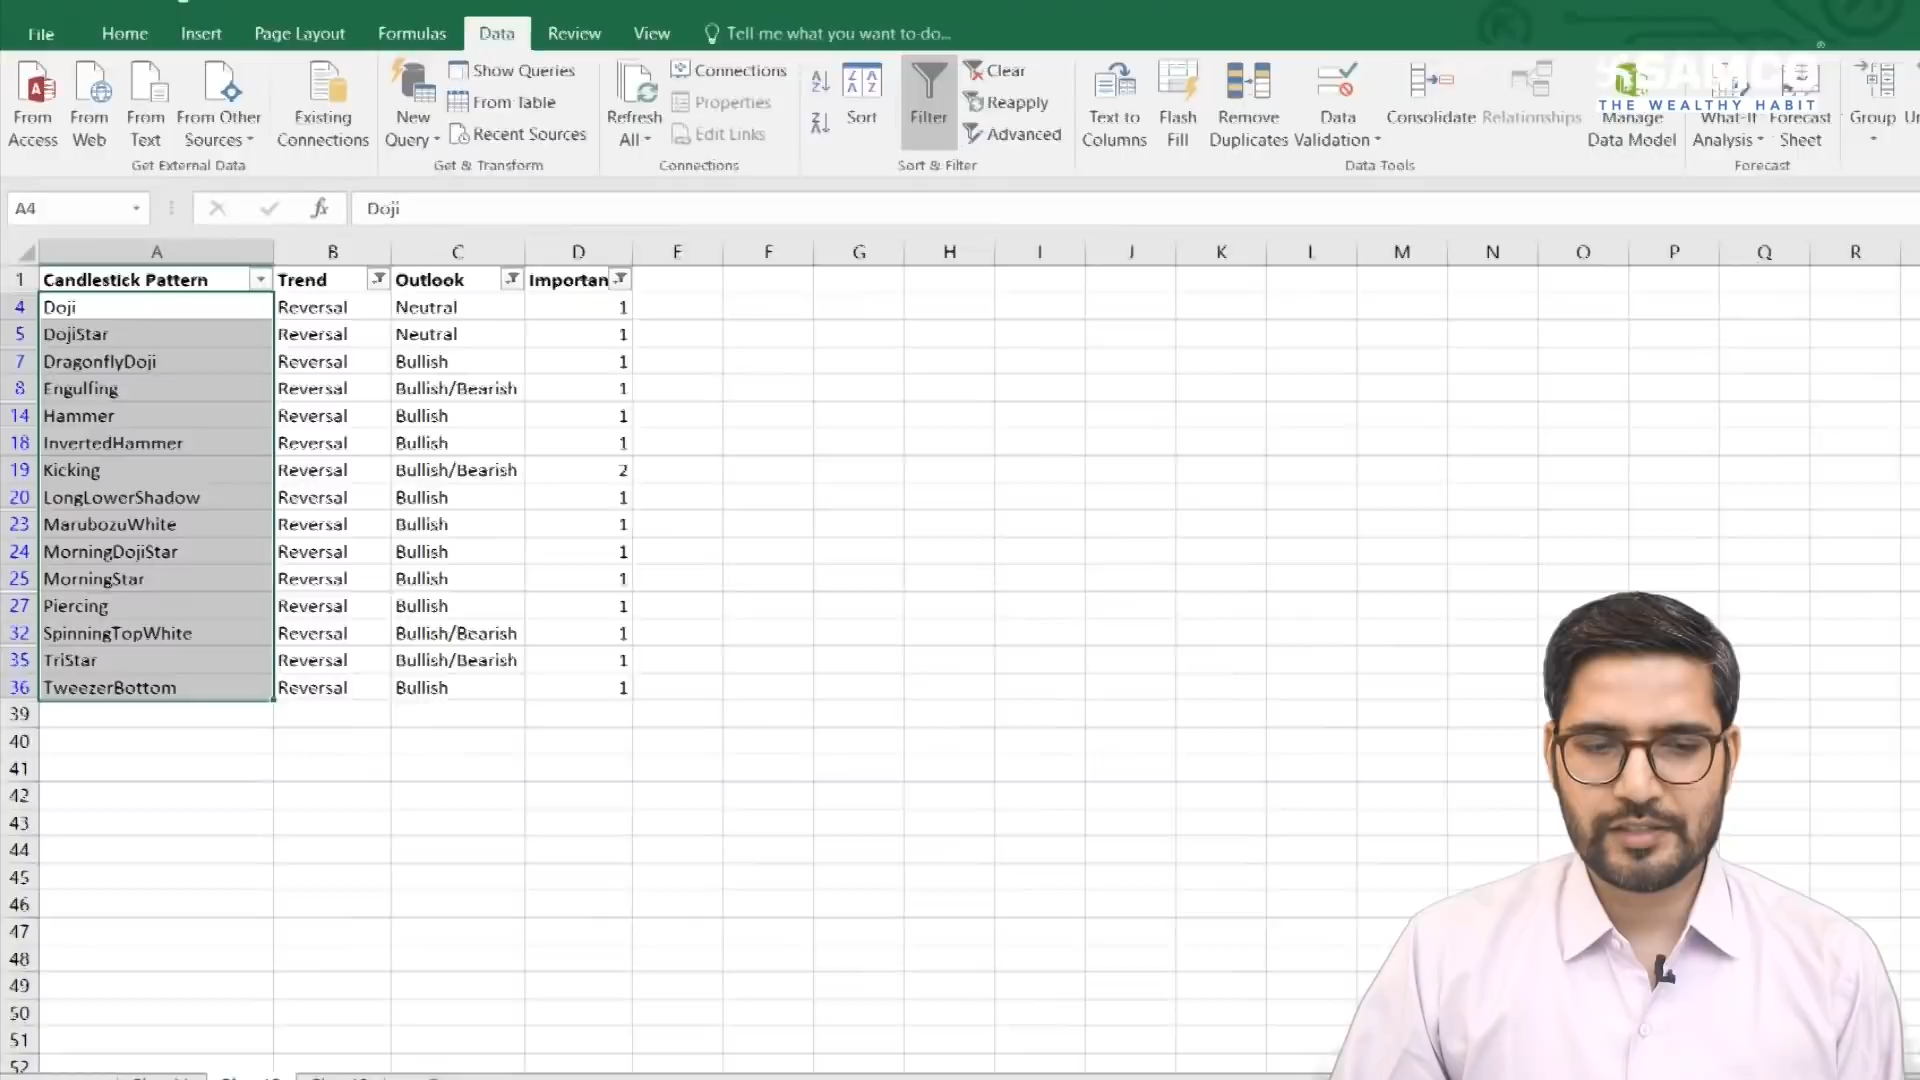 File Home Insert Page Layout Formulas Data Review View Tell me what you want to do...
From Access
From Web
From Text
From Other Sources
Existing Connections
Get External Data
New Query
Show Queries
From Table
Recent Sources
Get & Transform
Refresh All
Connections
Properties
Edit Links
Connections
Sort
Filter
Clear
Reapply
Advanced
Sort & Filter
Text to Columns
Flash Fill
Remove Duplicates
Data Validation
Consolidate
Relationships
Manage Data Model
Data Tools
What-If Analysis
Forecast Sheet
Forecast
Group
SAMCO
THE WEALTHY HABIT
A4 fx Doji
A B C D E F G H I J K L M N O P Q R
1 Candlestick Pattern Trend Outlook Importan
4 Doji Reversal Neutral 1
5 DojiStar Reversal Neutral 1
7 DragonflyDoji Reversal Bullish 1
8 Engulfing Reversal Bullish/Bearish 1
14 Hammer Reversal Bullish 1
18 InvertedHammer Reversal Bullish 1
19 Kicking Reversal Bullish/Bearish 2
20 LongLowerShadow Reversal Bullish 1
23 MarubozuWhite Reversal Bullish 1
24 MorningDojiStar Reversal Bullish 1
25 MorningStar Reversal Bullish 1
27 Piercing Reversal Bullish 1
32 SpinningTopWhite Reversal Bullish/Bearish 1
35 TriStar Reversal Bullish/Bearish 1
36 TweezerBottom Reversal Bullish 1
39
40
41
42
43
44
45
46
47
48
49
50
51
52